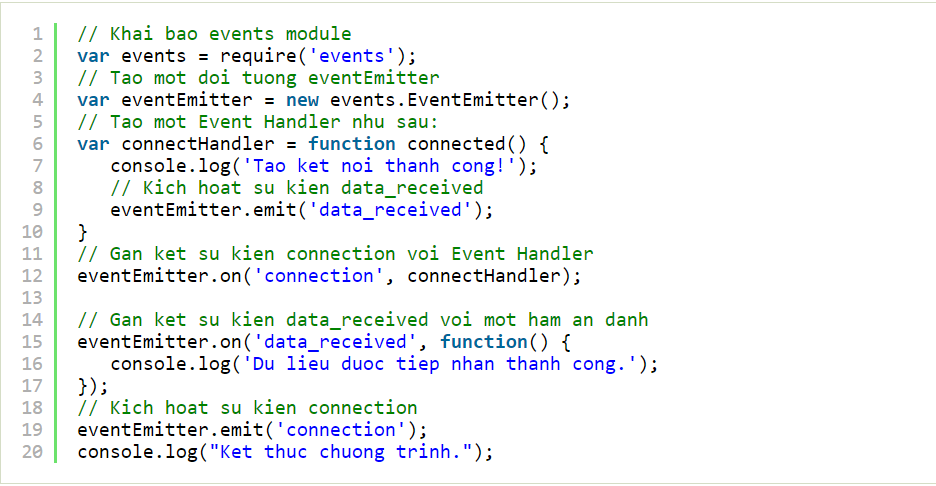 1 // Khai bao events module
2 var events = require('events');
3 // Tao mot doi tuong eventEmitter
4 var eventEmitter = new events.EventEmitter();
5 // Tao mot Event Handler nhu sau:
6 var connectHandler = function connected() {
7    console.log('Tao ket noi thanh cong!');
8    // Kich hoat su kien data_received
9    eventEmitter.emit('data_received');
10 }
11 // Gan ket su kien connection voi Event Handler
12 eventEmitter.on('connection', connectHandler);
13
14 // Gan ket su kien data_received voi mot ham an danh
15 eventEmitter.on('data_received', function() {
16    console.log('Du lieu duoc tiep nhan thanh cong.');
17 });
18 // Kich hoat su kien connection
19 eventEmitter.emit('connection');
20 console.log("Ket thuc chuong trinh.");